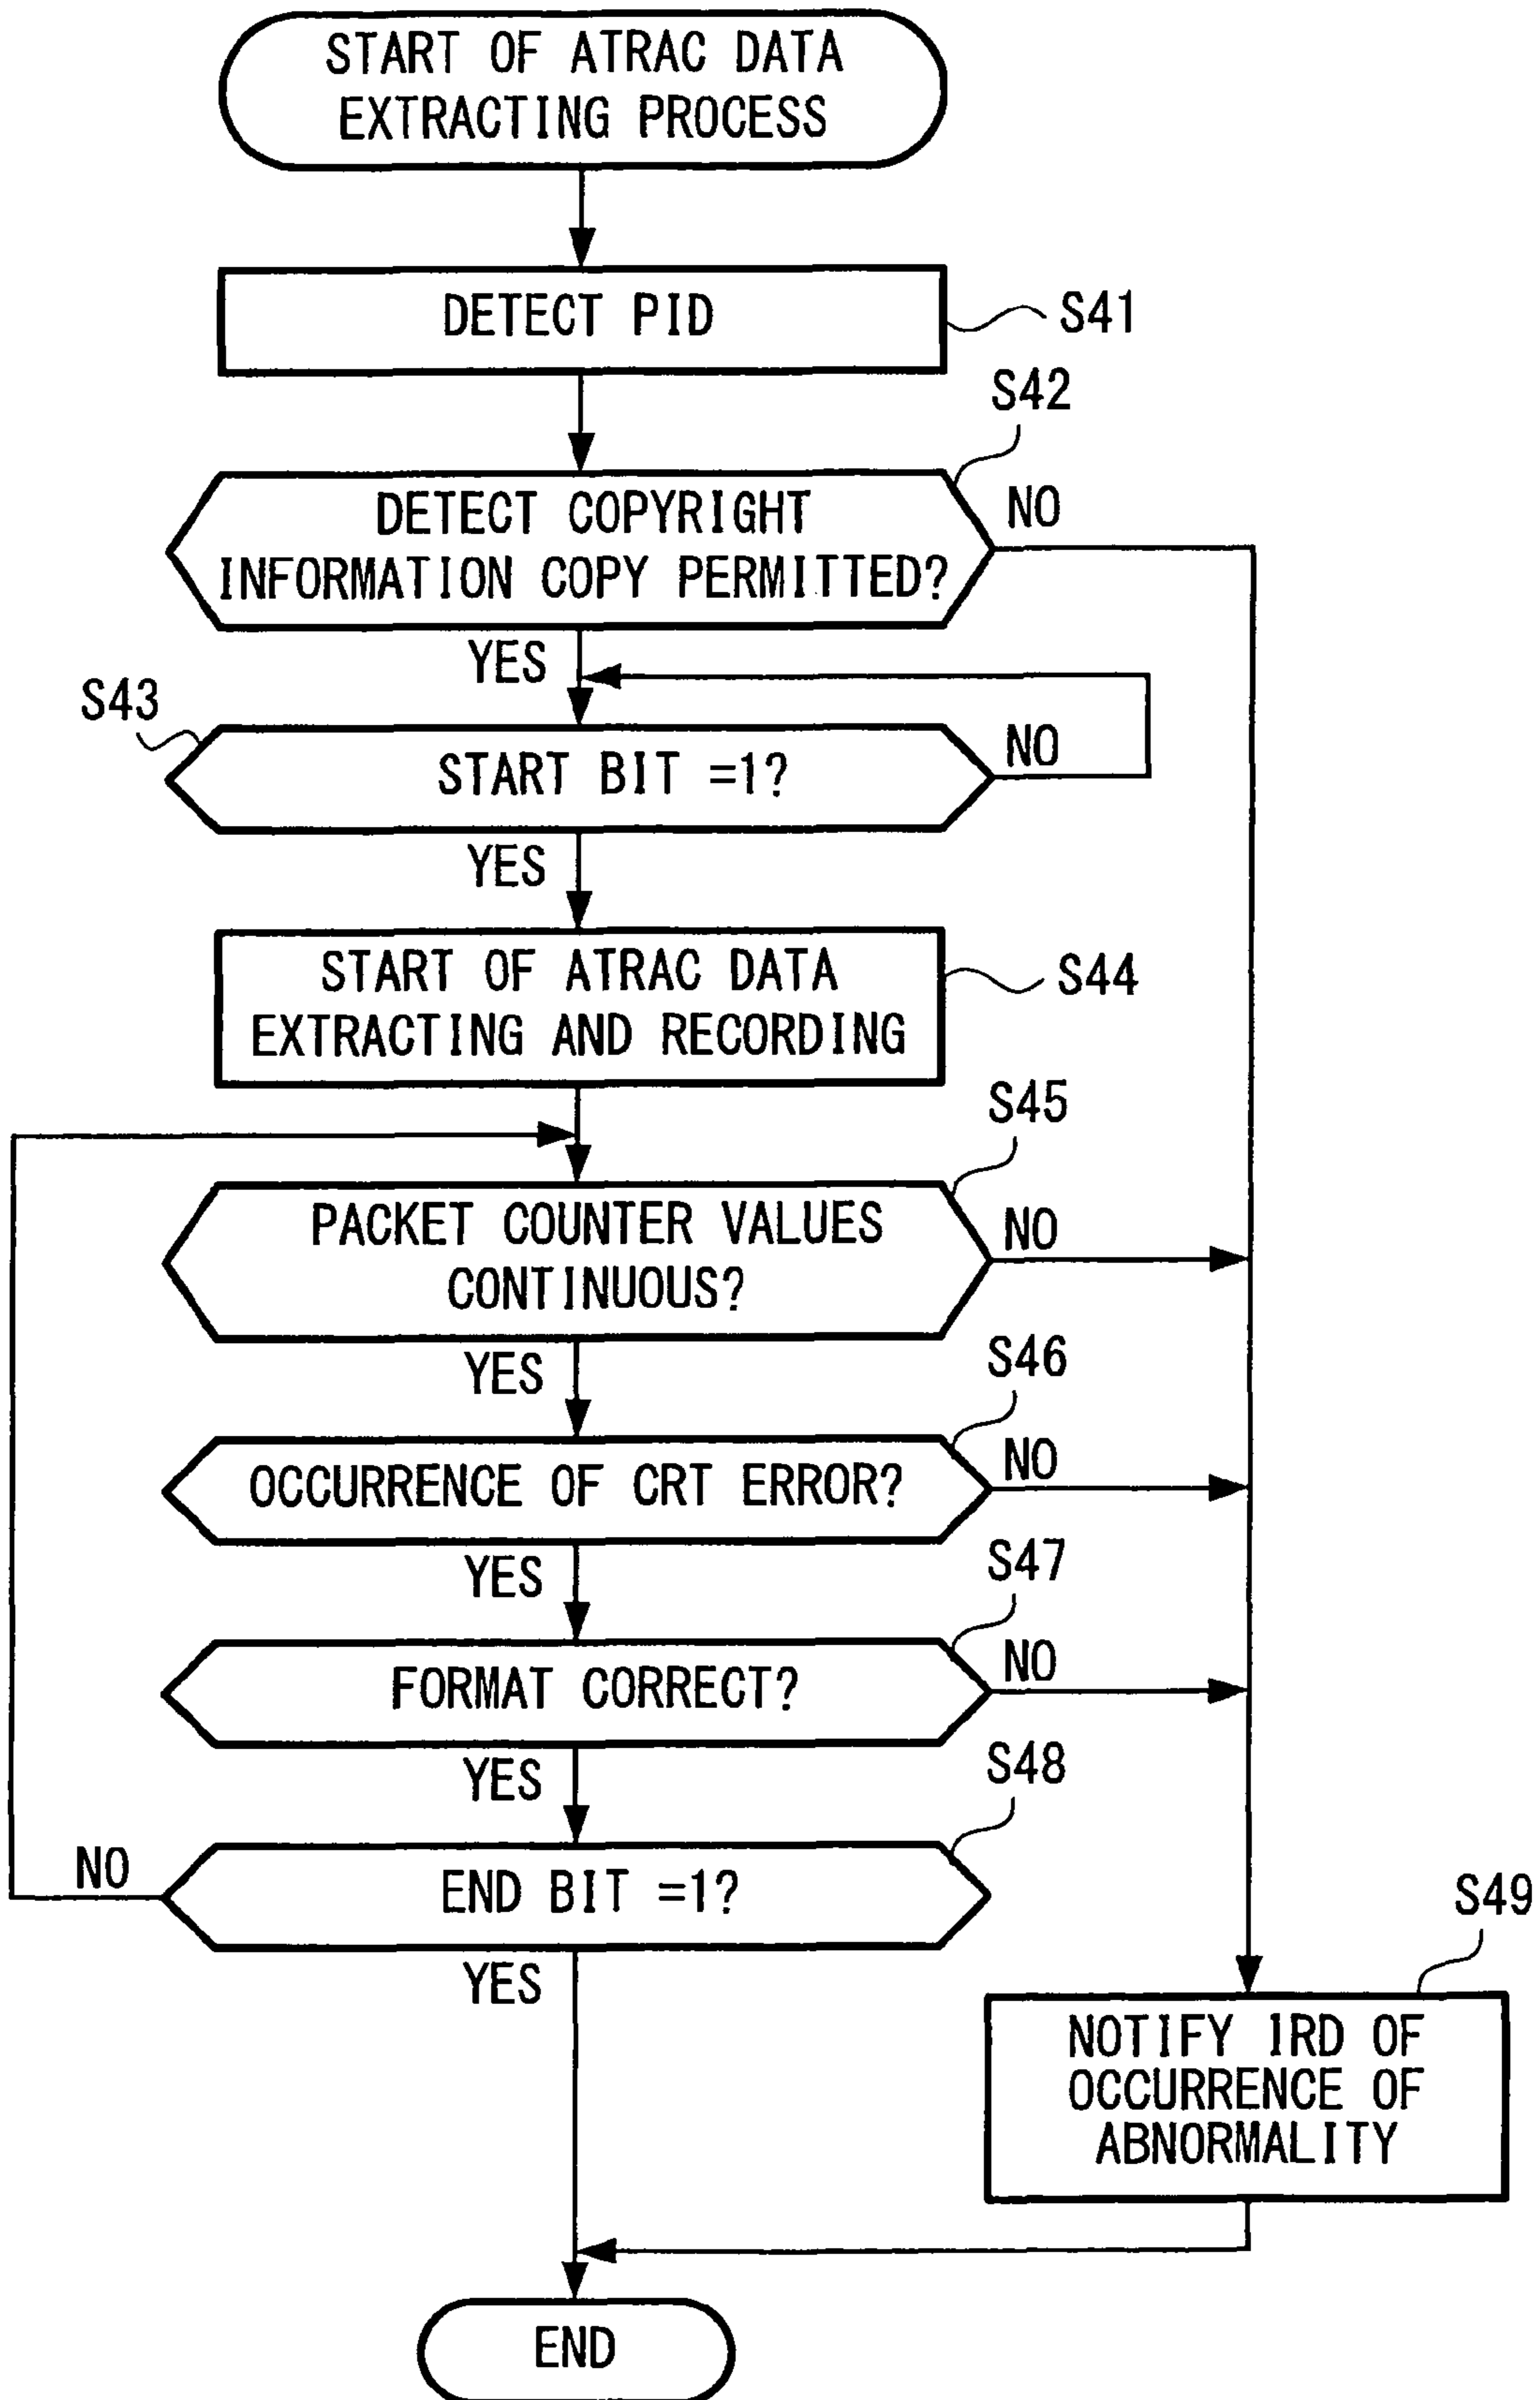 START OF ATRAC DATA
EXTRACTING PROCESS
DETECT PID
S41
S42
DETECT COPYRIGHT
INFORMATION COPY PERMITTED?
NO
YES
S43
START BIT =1?
NO
YES
START OF ATRAC DATA
EXTRACTING AND RECORDING
S44
S45
PACKET COUNTER VALUES
CONTINUOUS?
NO
YES
S46
OCCURRENCE OF CRT ERROR?
NO
YES
S47
FORMAT CORRECT?
NO
YES
S48
END BIT =1?
NO
YES
S49
NOTIFY IRD OF
OCCURRENCE OF
ABNORMALITY
END